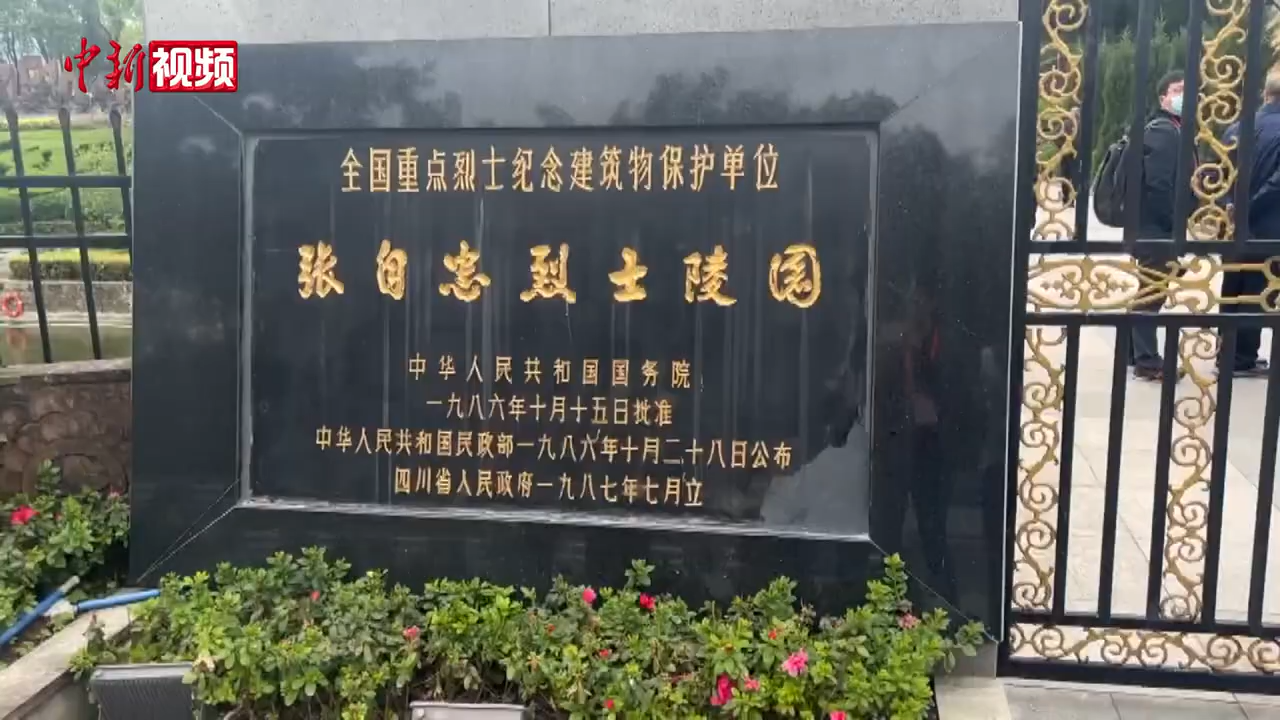 中新视频
全国重点烈士纪念建筑物保护单位
张自忠烈士陵园
中华人民共和国国务院
一九八六年十月十五日批准
中华人民共和国民政部一九八六年十月二十八日公布
四川省人民政府一九八七年七月立